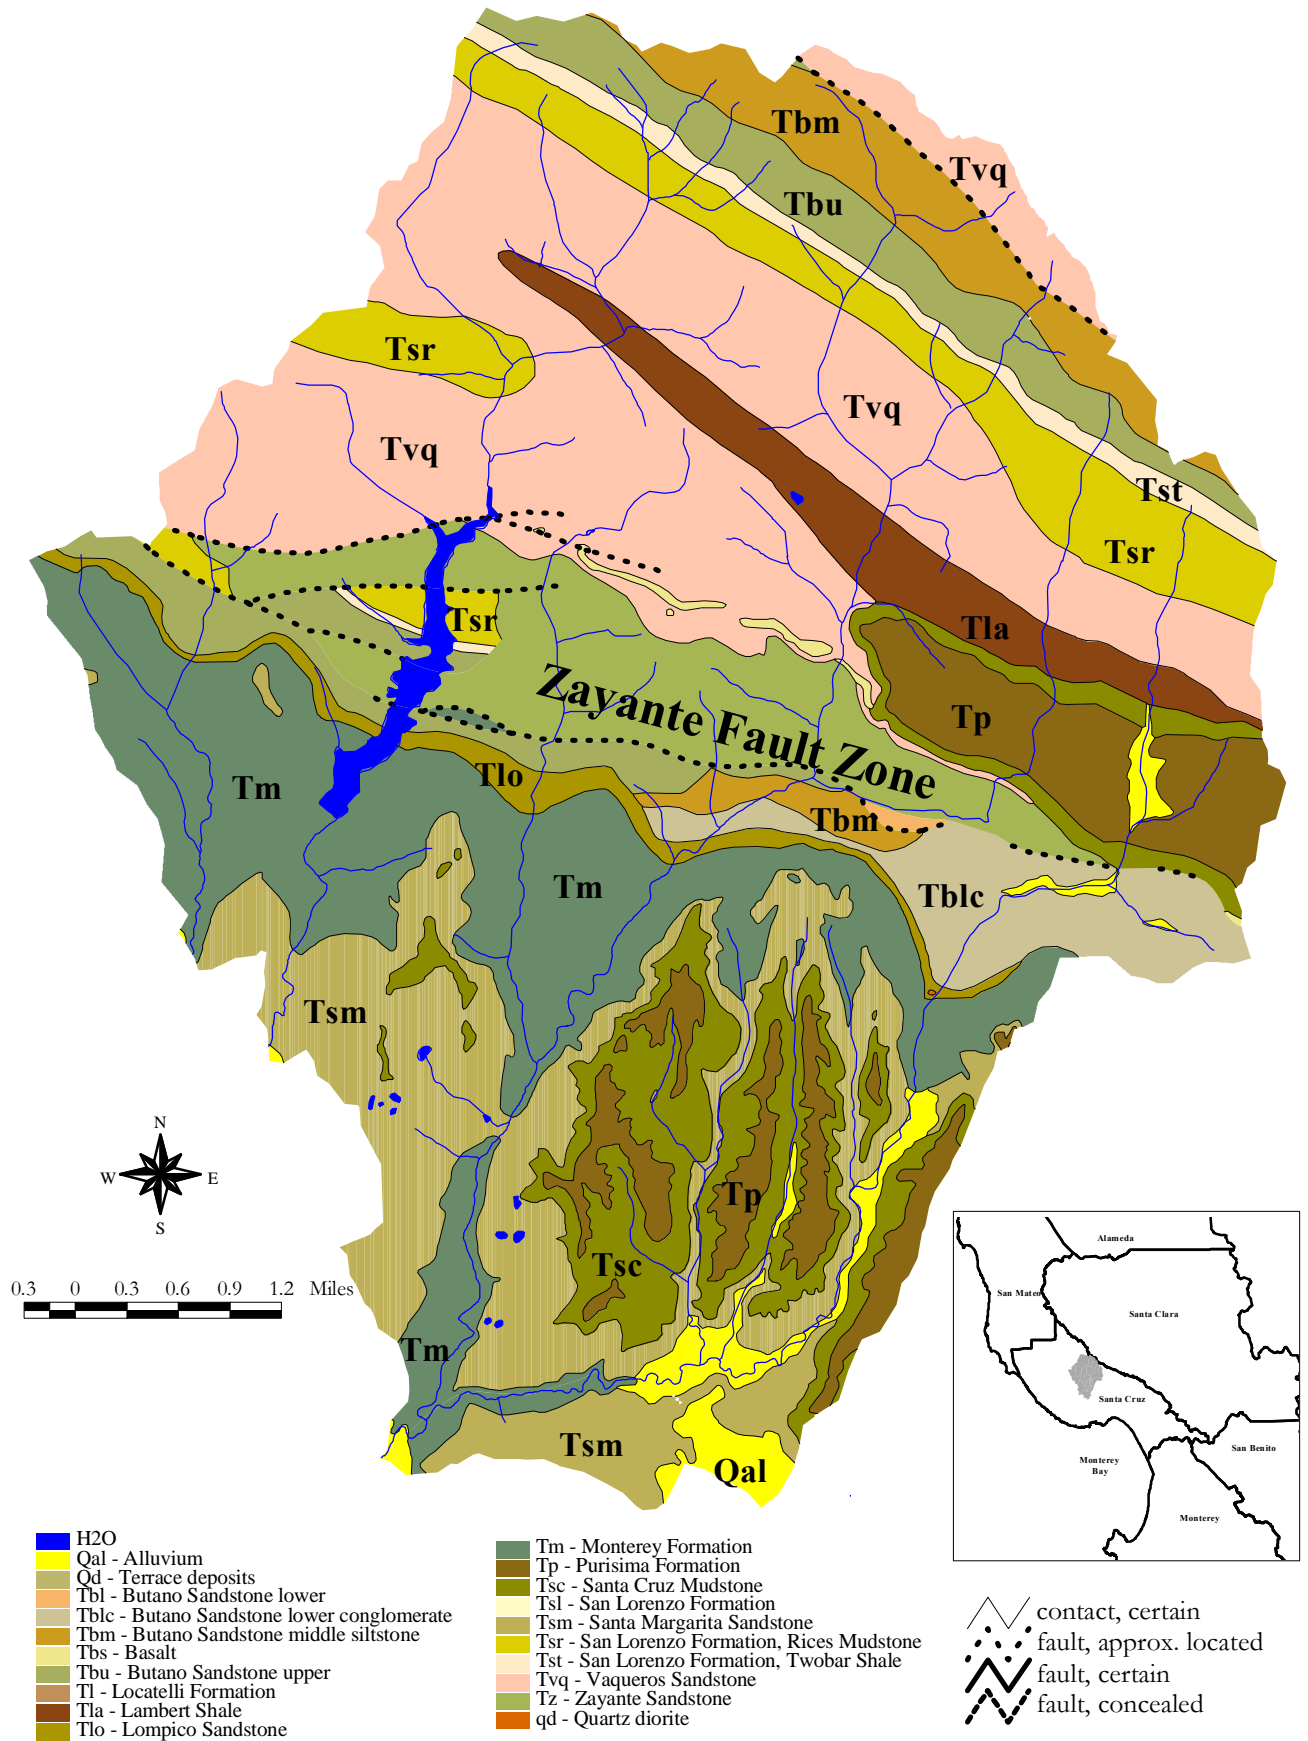 Tbm
Tvq
Tbu
Tsr
Tvq
Tvq
Tst
Tsr
Tsr
Tla
Zayante Fault Zone
Tp
Tm
Tlo
Tbm
Tm
Tblc
Tsm
Tp
Tsc
Tm
Tsm
Qal
N
W E
S
0.3 0 0.3 0.6 0.9 1.2 Miles
Alameda
San Mateo
Santa Clara
Santa Cruz
San Benito
Monterey
Bay
Monterey
H2O
Qal - Alluvium
Qd - Terrace deposits
Tbl - Butano Sandstone lower
Tblc - Butano Sandstone lower conglomerate
Tbm - Butano Sandstone middle siltstone
Tbs - Basalt
Tbu - Butano Sandstone upper
Tl - Locatelli Formation
Tla - Lambert Shale
Tlo - Lompico Sandstone
Tm - Monterey Formation
Tp - Purisima Formation
Tsc - Santa Cruz Mudstone
Tsl - San Lorenzo Formation
Tsm - Santa Margarita Sandstone
Tsr - San Lorenzo Formation, Rices Mudstone
Tst - San Lorenzo Formation, Twobar Shale
Tvq - Vaqueros Sandstone
Tz - Zayante Sandstone
qd - Quartz diorite
contact, certain
fault, approx. located
fault, certain
fault, concealed